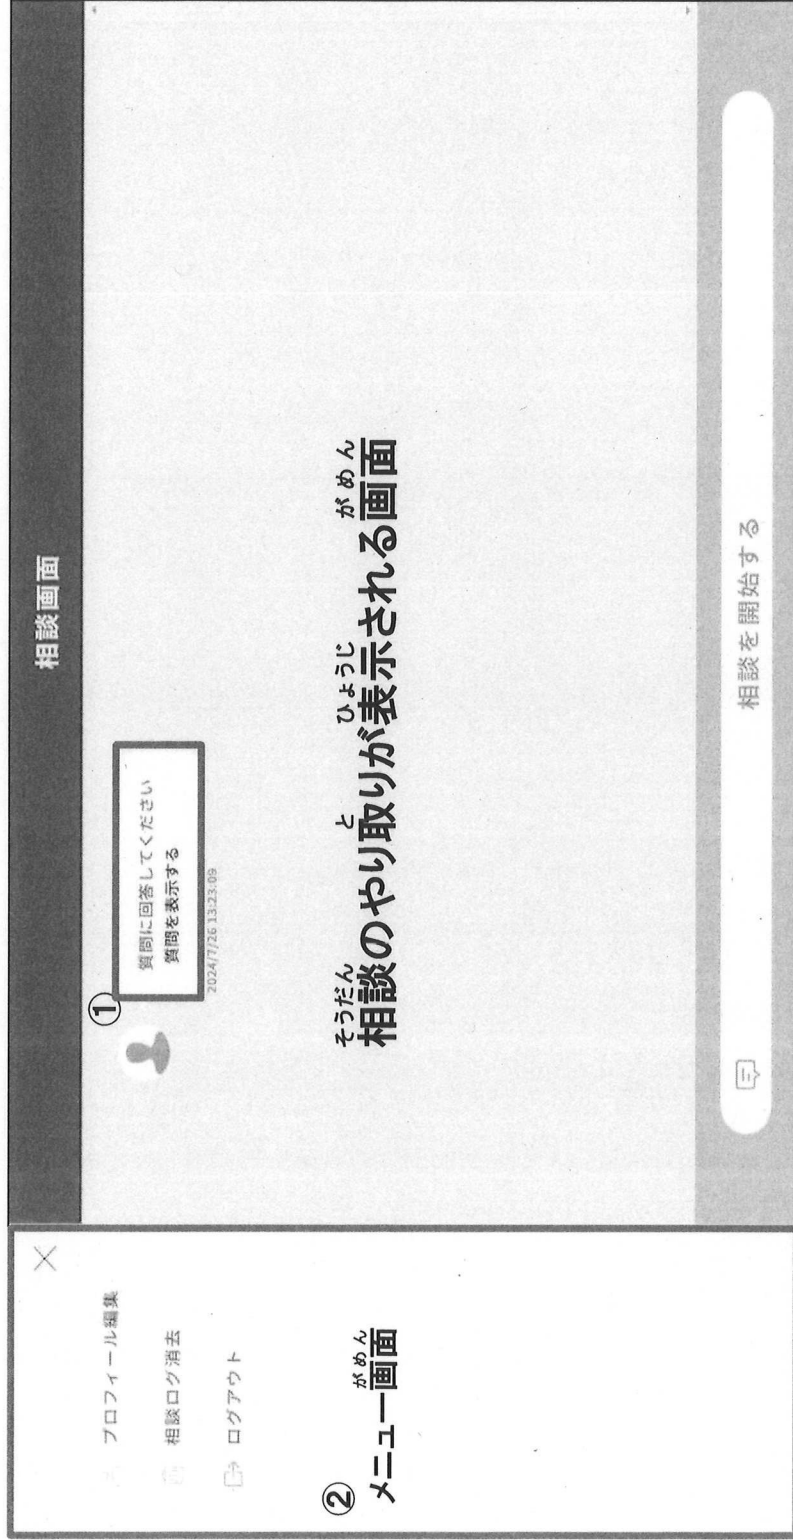 ×
プロフィール編集
相談ログ消去
ログアウト
②
メニュー画面
がめん
相談画面
①
質問に回答してください
質問を表示する
2024/7/26 13:23:09
そうだん と ひょうじ がめん
相談のやり取りが表示される画面
相談を開始する